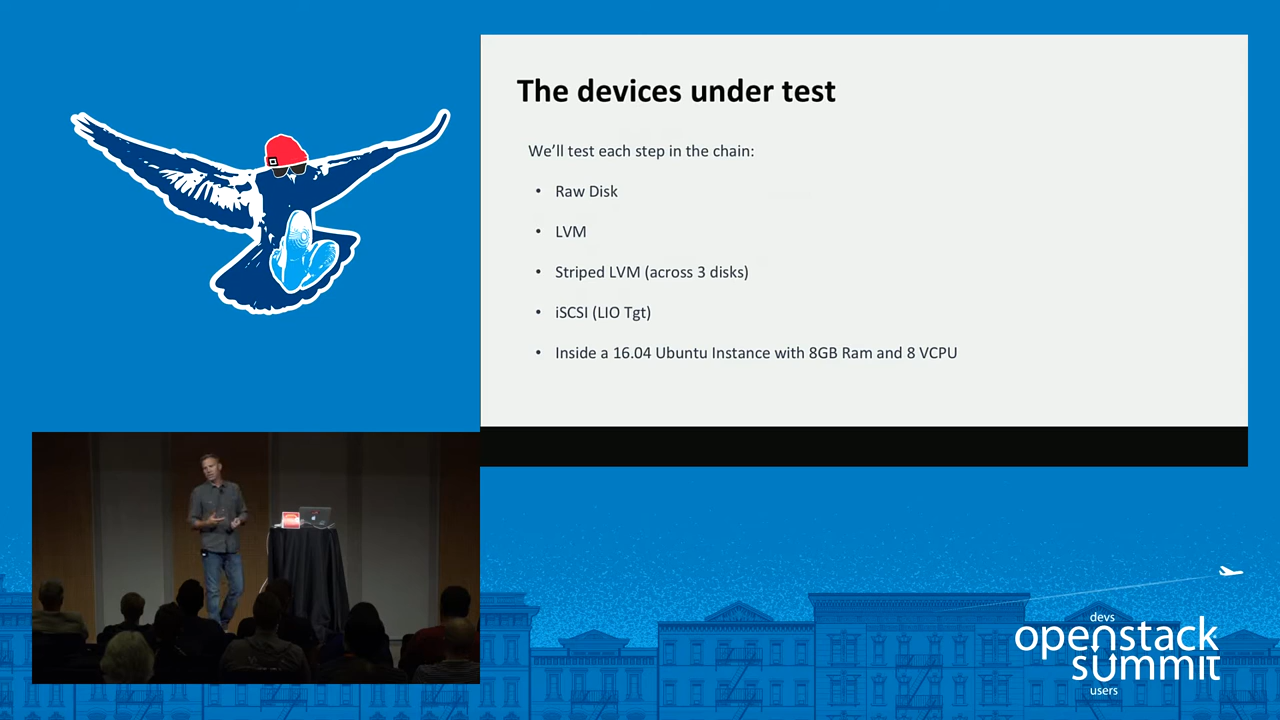 The devices under test
We’ll test each step in the chain:
• Raw Disk
• LVM
• Striped LVM (across 3 disks)
• iSCSI (LIO Tgt)
• Inside a 16.04 Ubuntu Instance with 8GB Ram and 8 VCPU
devs
openstack
summit
users